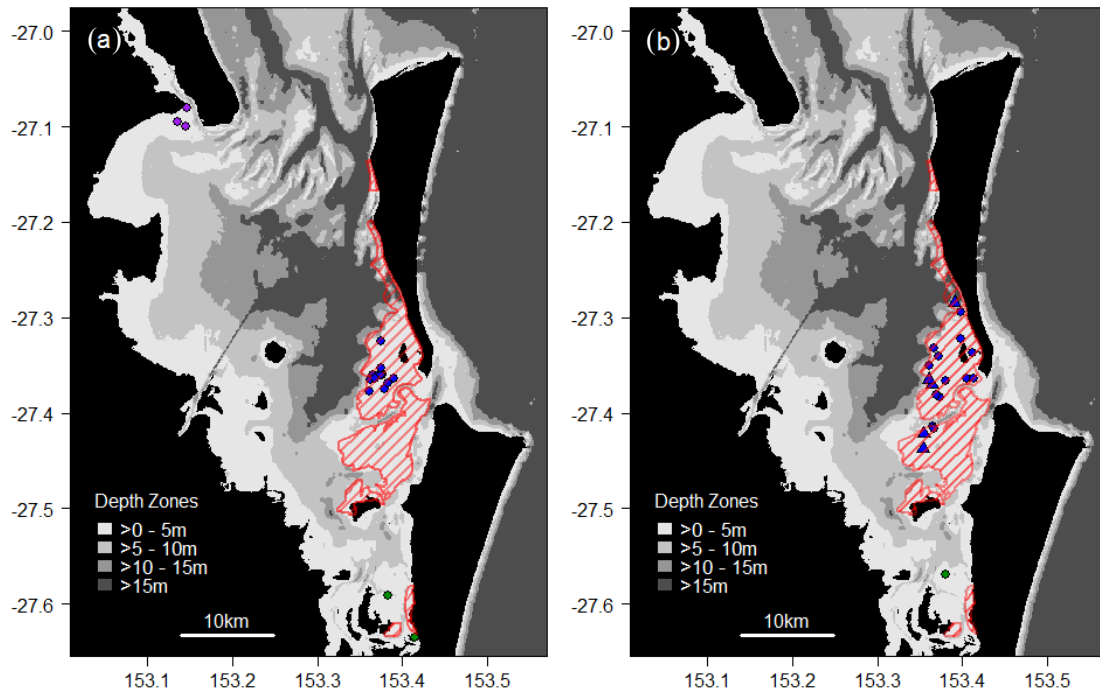 (a)
-27.0
-27.1
-27.2
-27.3
-27.4
-27.5
-27.6
Depth Zones
>0 - 5m
>5 - 10m
>10 - 15m
>15m
10km
153.1 153.2 153.3 153.4 153.5
(b)
-27.0
-27.1
-27.2
-27.3
-27.4
-27.5
-27.6
Depth Zones
>0 - 5m
>5 - 10m
>10 - 15m
>15m
10km
153.1 153.2 153.3 153.4 153.5